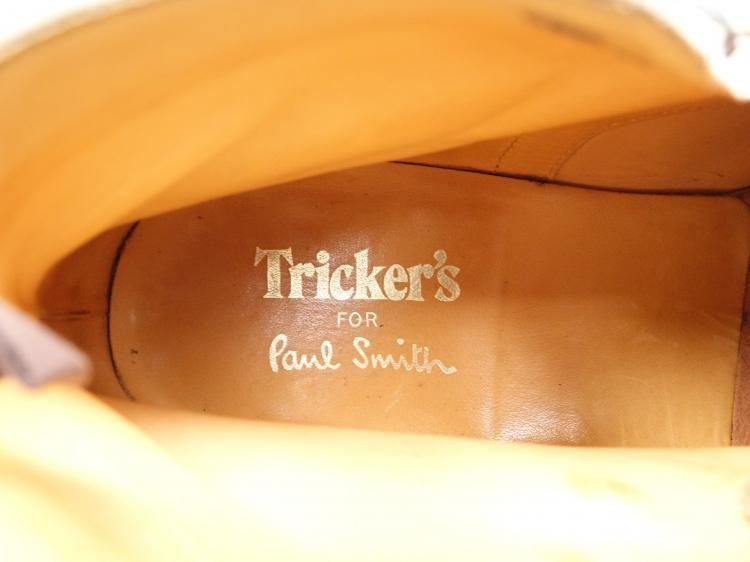 Tricker's
FOR
Paul Smith